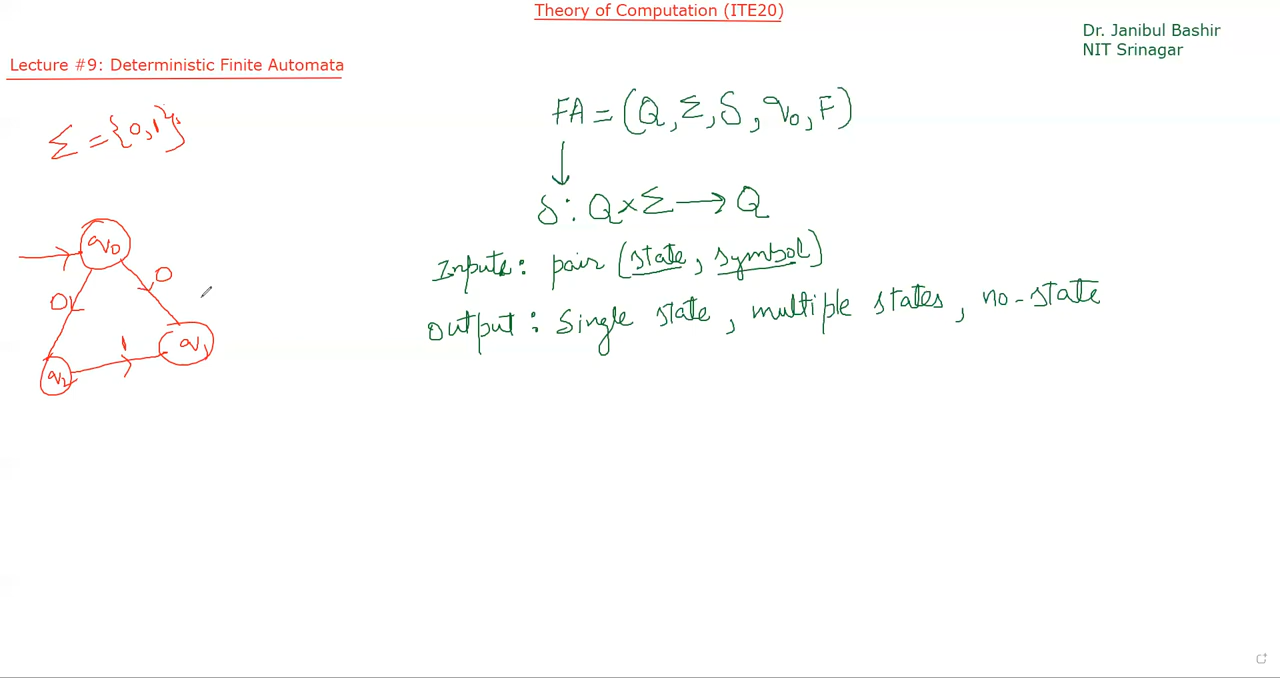 Theory of Computation (ITE20)
Dr. Janibul Bashir
NIT Srinagar
Lecture #9: Deterministic Finite Automata
Σ = {0,1}
FA = (Q, Σ, δ, q0, F)
δ: Q × Σ → Q
Inputs: pair (state, symbol)
Output: Single state, multiple states, no-state
q0
0
0
1
q1
q2